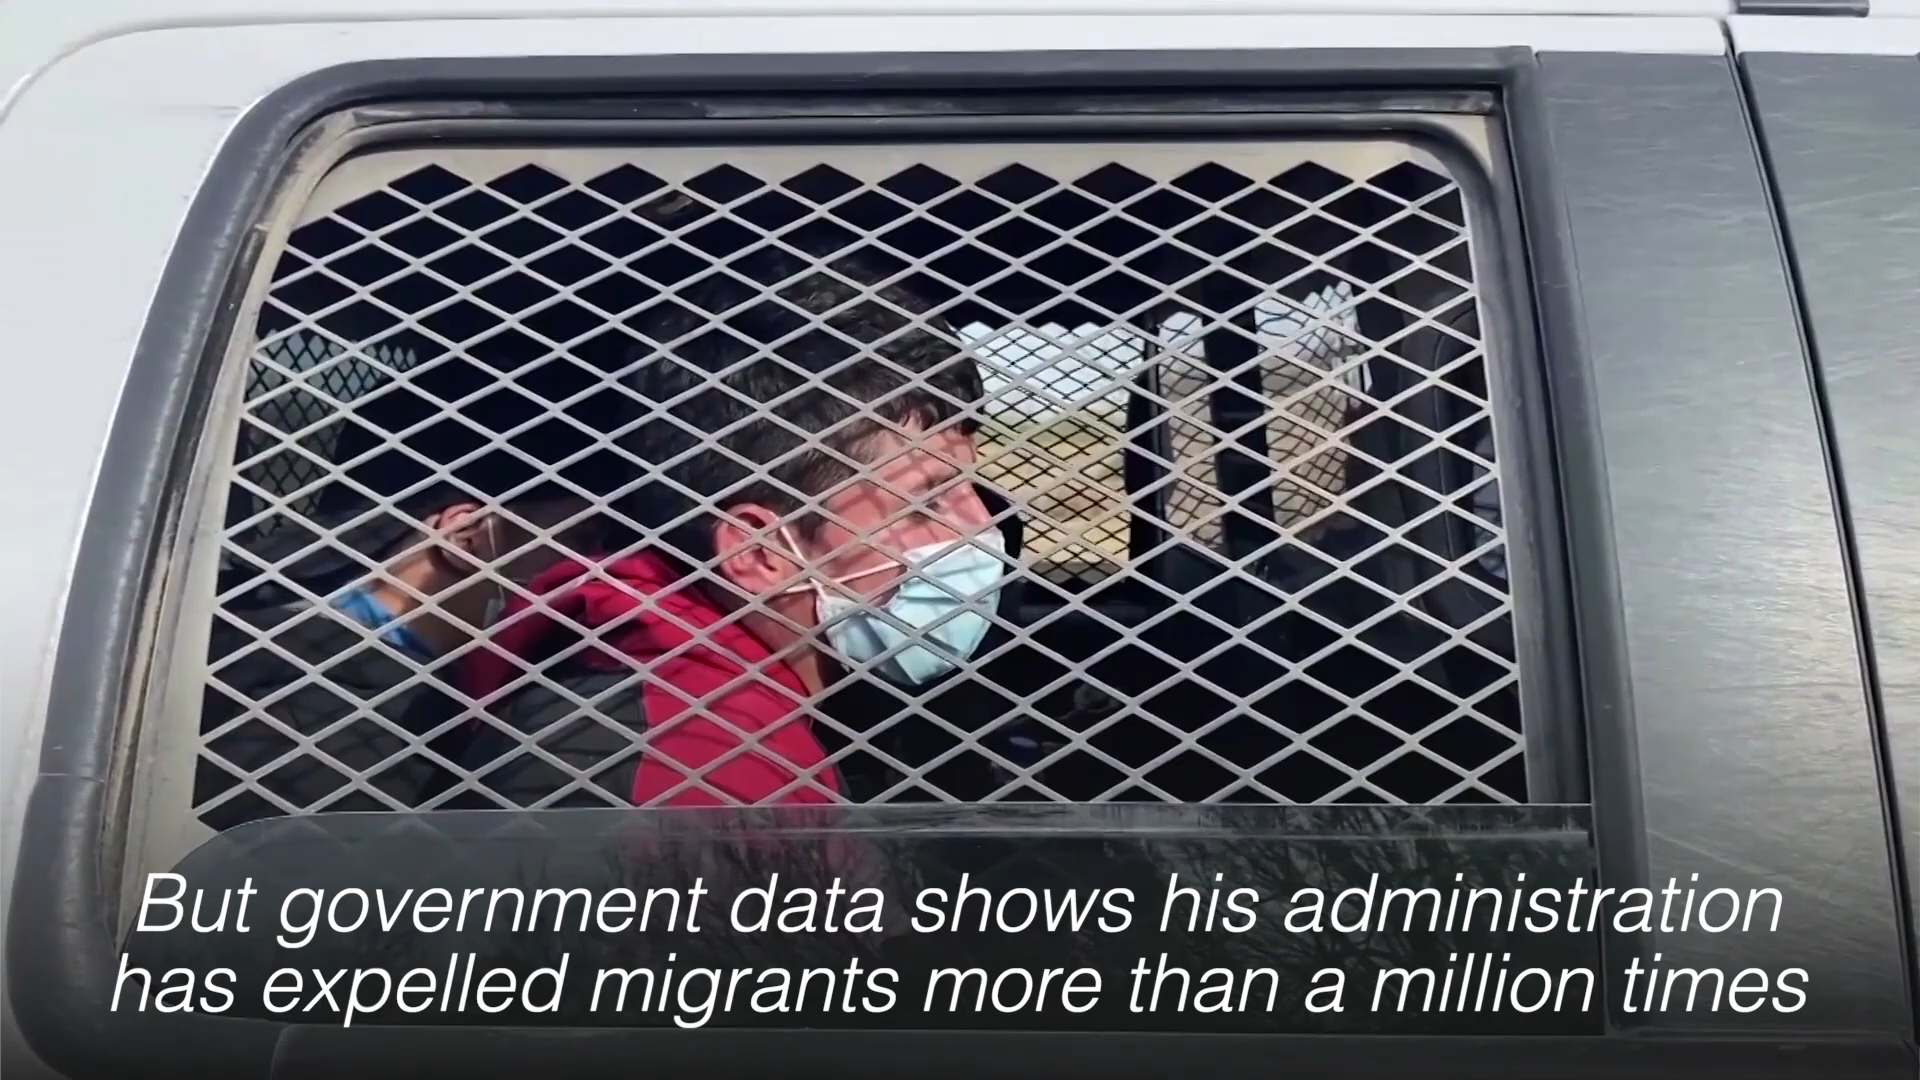 But government data shows his administration
has expelled migrants more than a million times